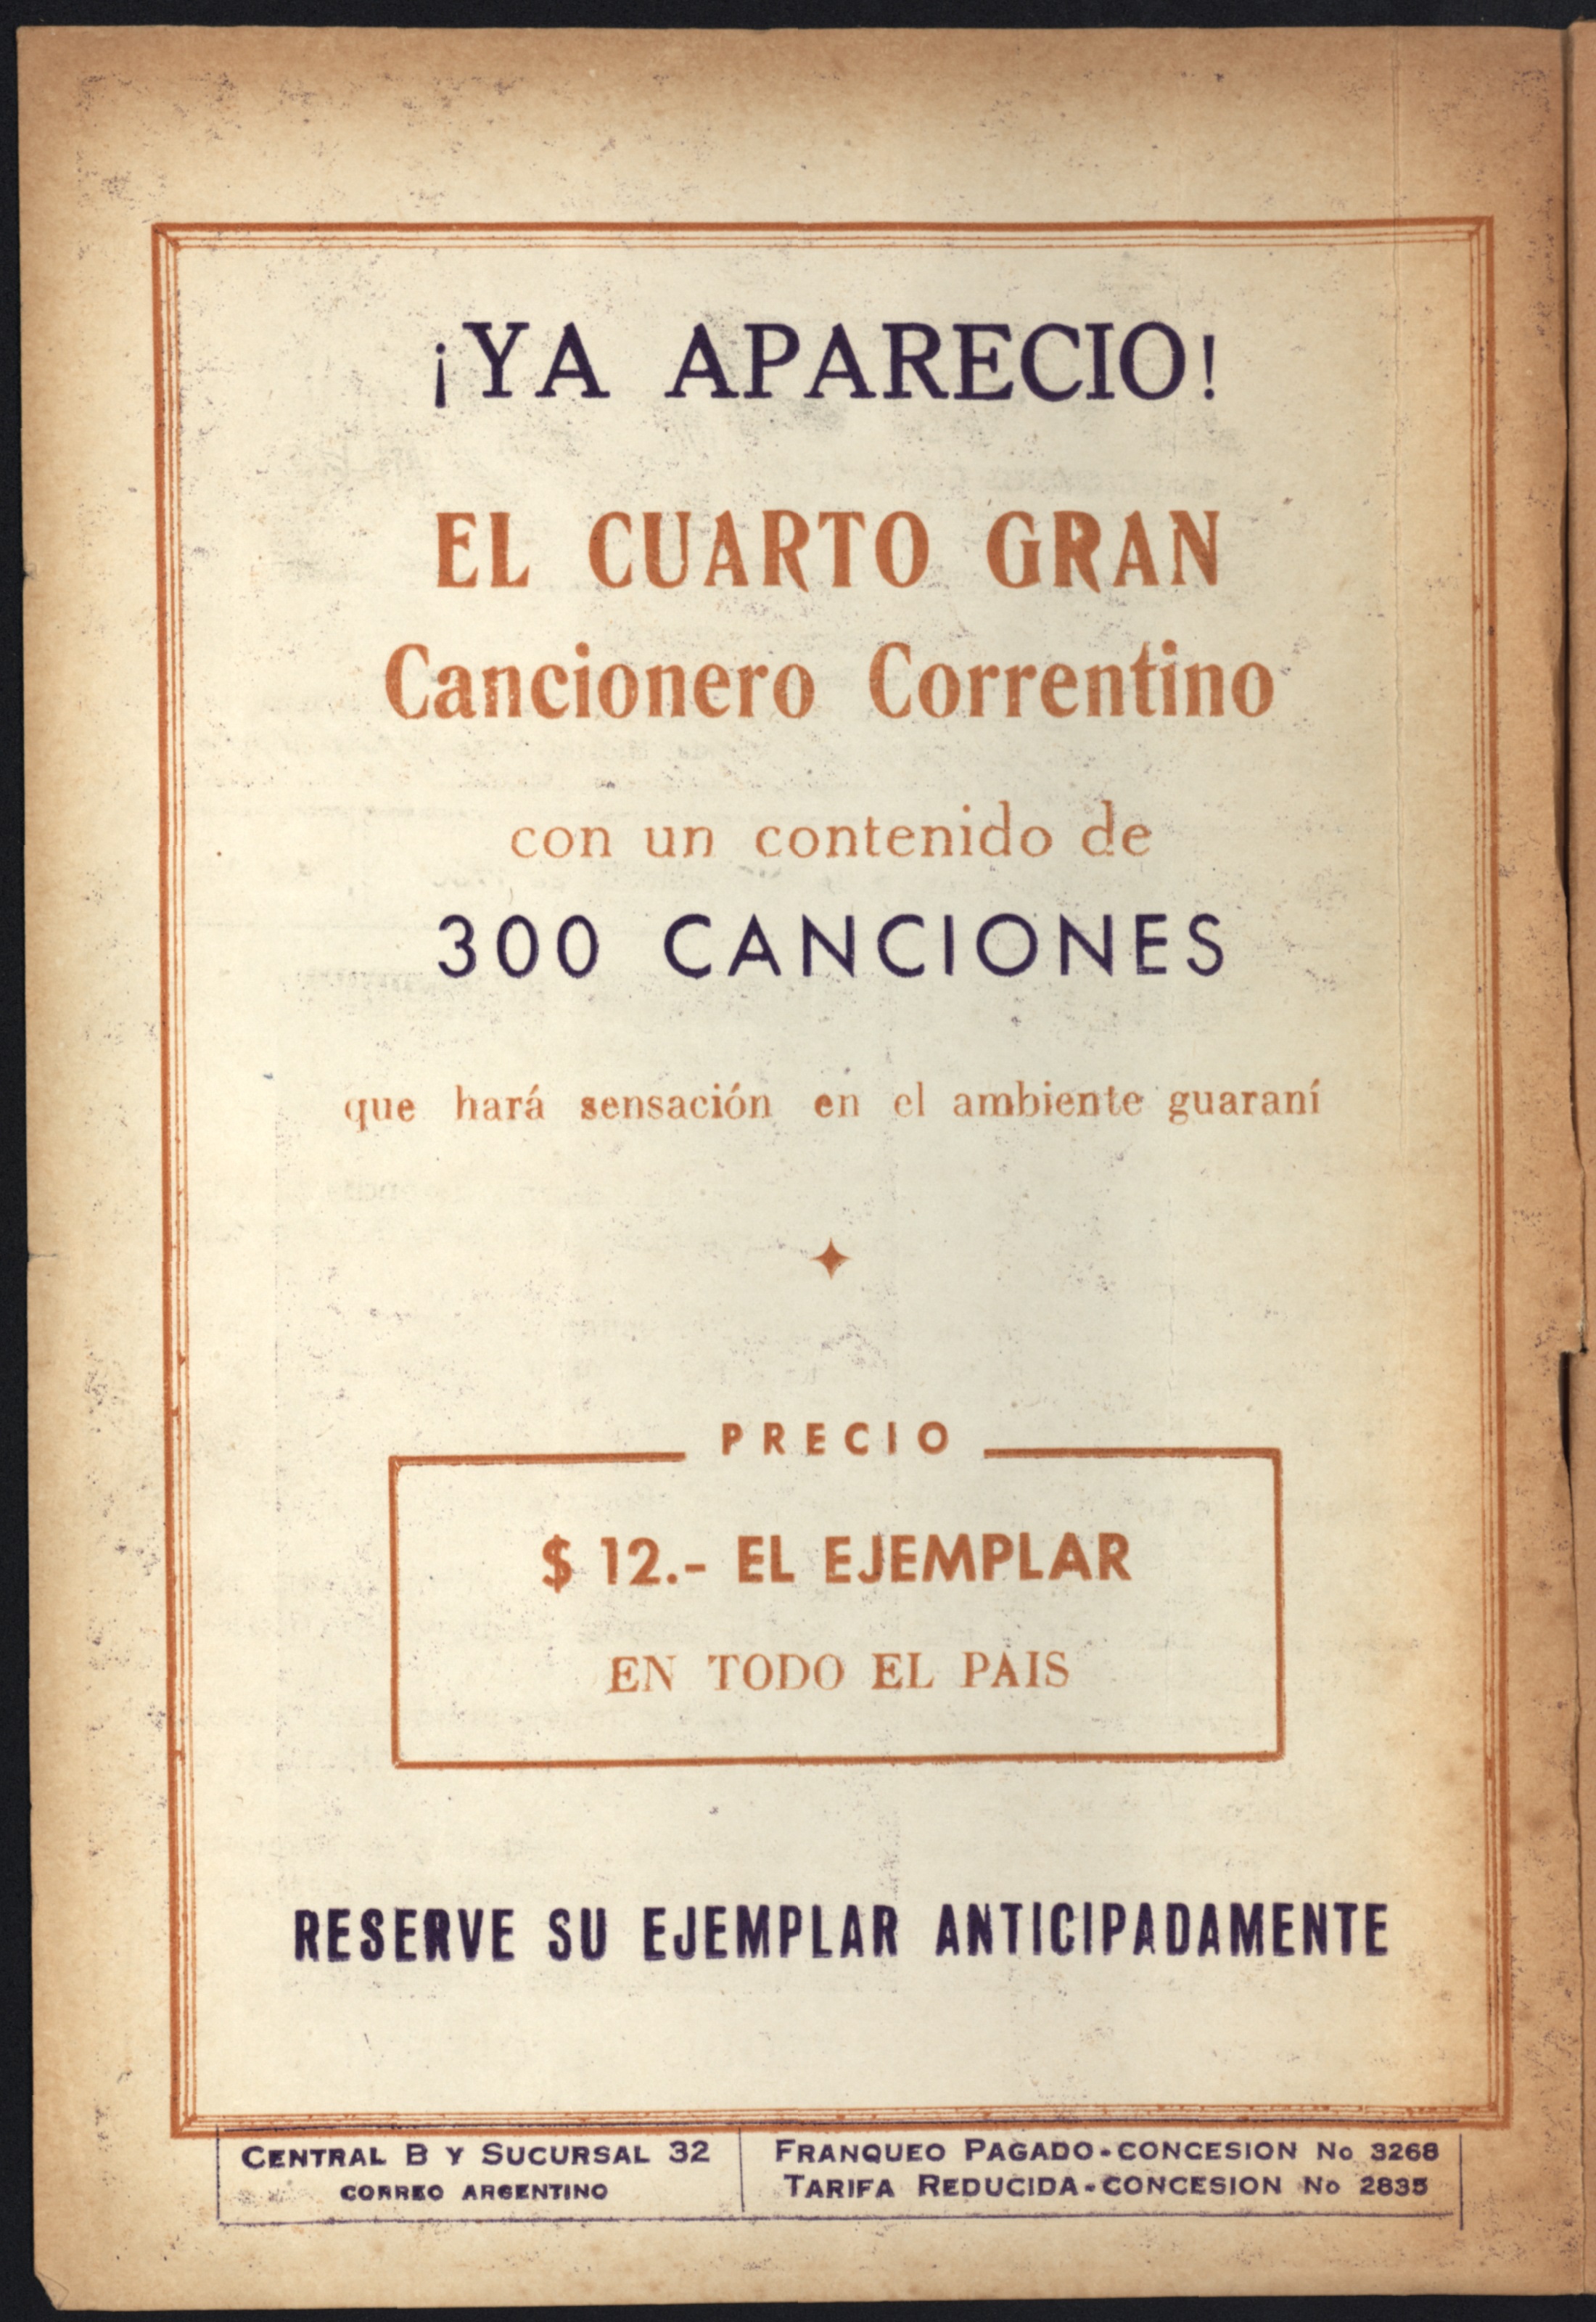 ¡YA APARECIO!
EL CUARTO GRAN
Cancionero Correntino
con un contenido de
300 CANCIONES
que hará sensación en el ambiente guaraní
PRECIO
$ 12.- EL EJEMPLAR
EN TODO EL PAIS
RESERVE SU EJEMPLAR ANTICIPADAMENTE
CENTRAL B Y SUCURSAL 32
CORREO ARGENTINO
FRANQUEO PAGADO-CONCESION No 3268
TARIFA REDUCIDA-CONCESION No 2835